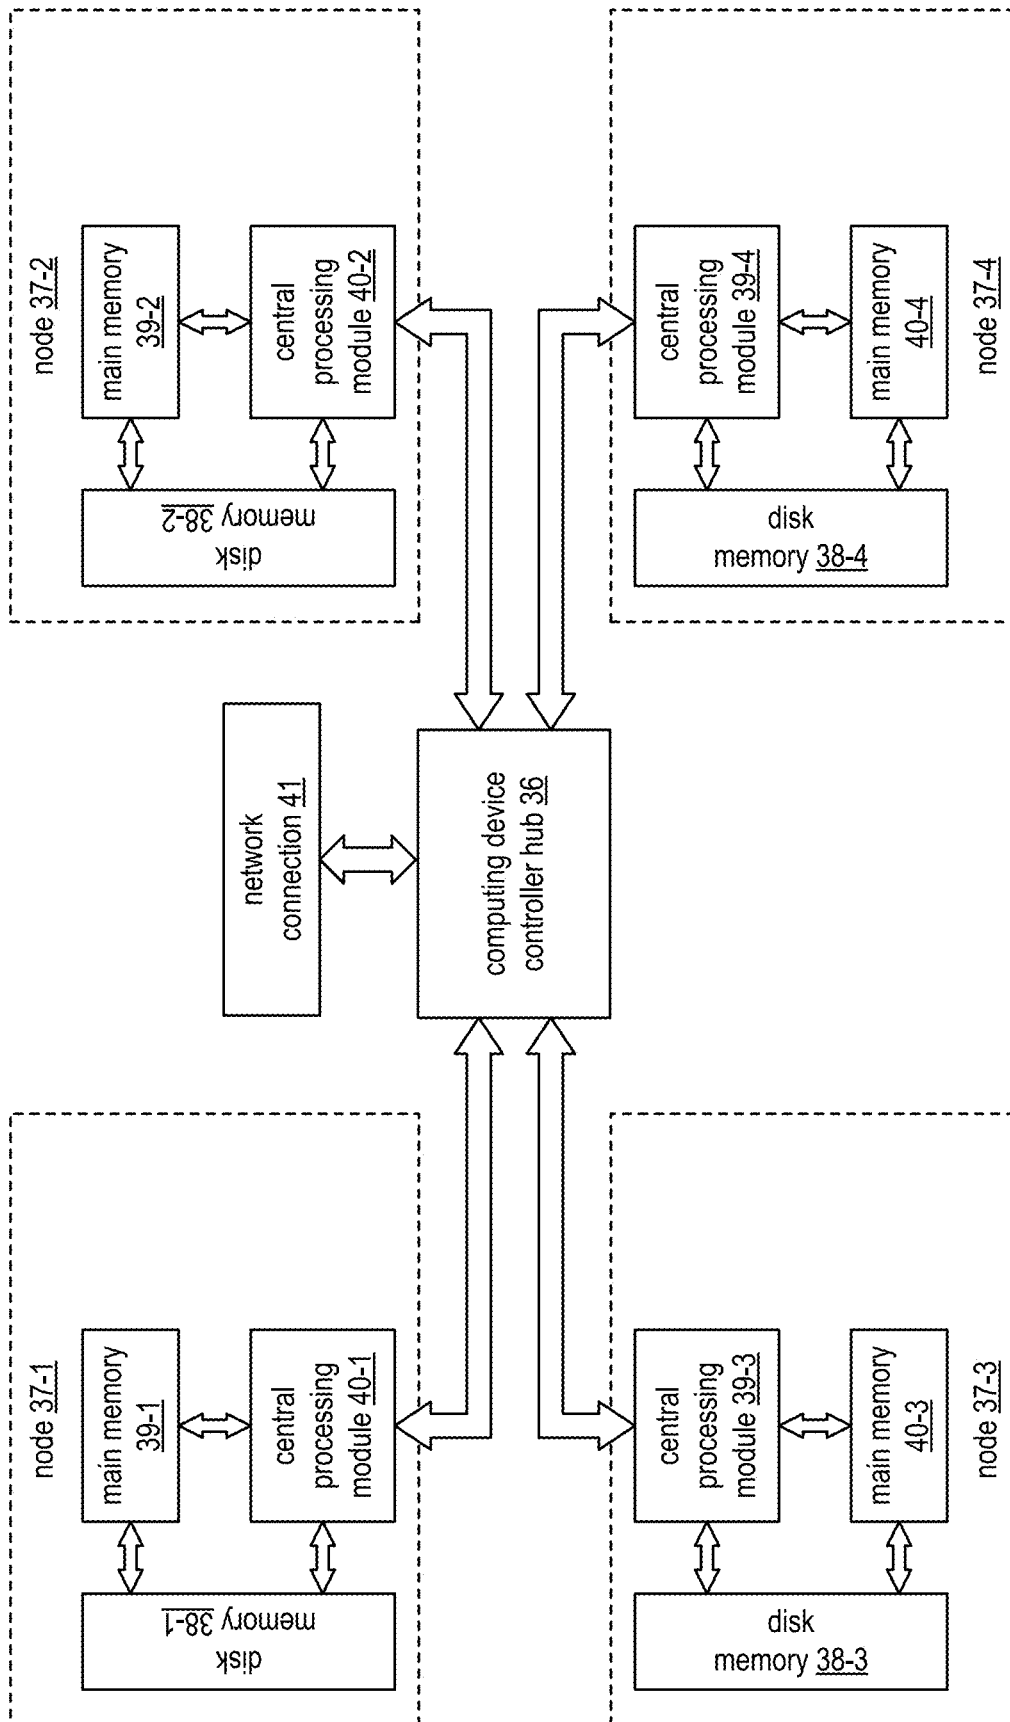 node 37-1
main memory
39-1
central
processing
module 40-1
disk
memory 38-1
node 37-2
main memory
39-2
central
processing
module 40-2
disk
memory 38-2
network
connection 41
computing device
controller hub 36
central
processing
module 39-3
main memory
40-3
disk
memory 38-3
node 37-3
central
processing
module 39-4
main memory
40-4
disk
memory 38-4
node 37-4